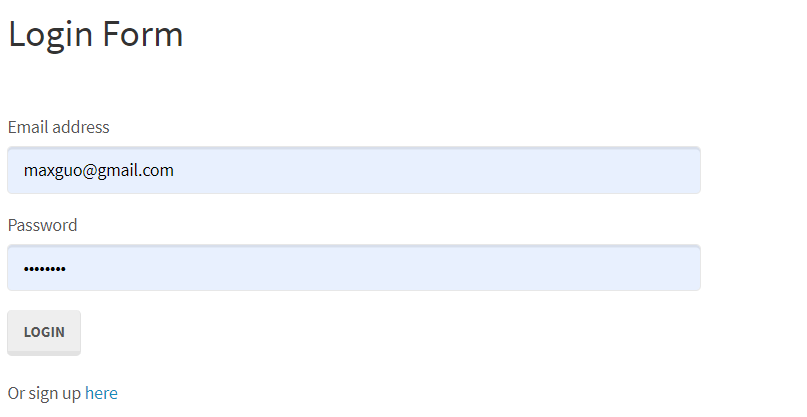 Login Form
Email address
maxguo@gmail.com
Password
••••••••
LOGIN
Or sign up here